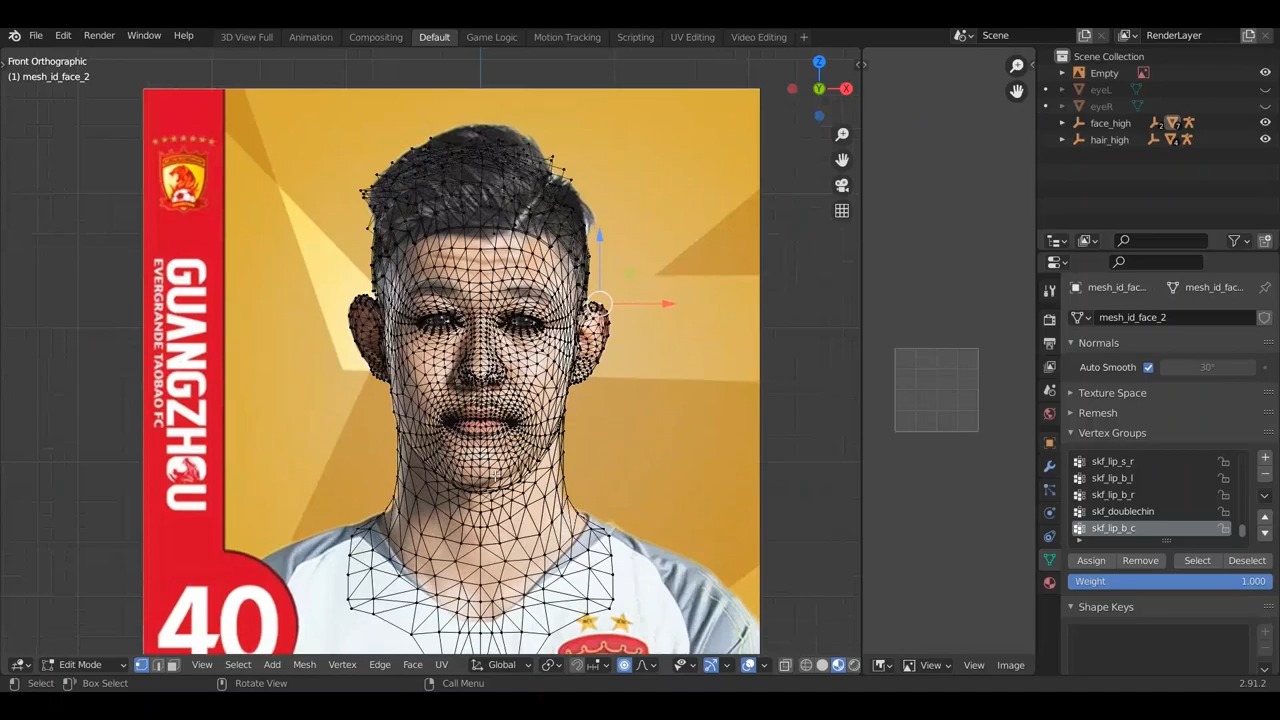 File Edit Render Window Help
3D View Full Animation Compositing Default Game Logic Motion Tracking Scripting UV Editing Video Editing +
Scene RenderLayer
Front Orthographic
(1) mesh_id_face_2
Z
Y X
GUANGZHOU
EVERGRANDE TAOBAO FC
40
Scene Collection
Empty
eyeL
eyeR
face_high 2 7
hair_high 4
mesh_id_fac... mesh_id_fa...
mesh_id_face_2
Normals
Auto Smooth 30°
Texture Space
Remesh
Vertex Groups
skf_lip_s_r
skf_lip_b_l
skf_lip_b_r
skf_doublechin
skf_lip_b_c
Assign Remove Select Deselect
Weight 1.000
Shape Keys
Edit Mode View Select Add Mesh Vertex Edge Face UV Global View View Image
Select Box Select Rotate View Call Menu 2.91.2